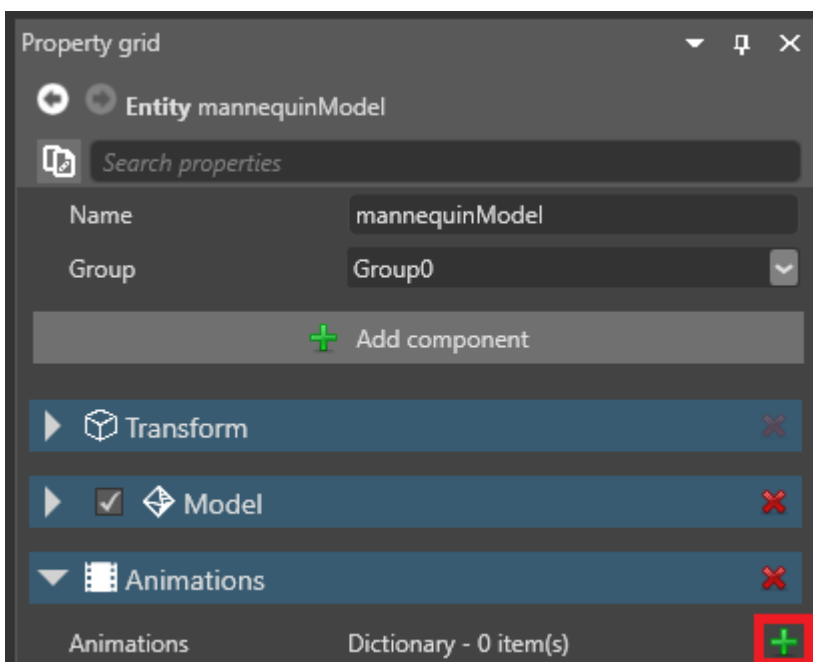 Property grid
Entity mannequinModel
Search properties
Name mannequinModel
Group Group0
Add component
Transform
Model
Animations
Animations Dictionary - 0 item(s)